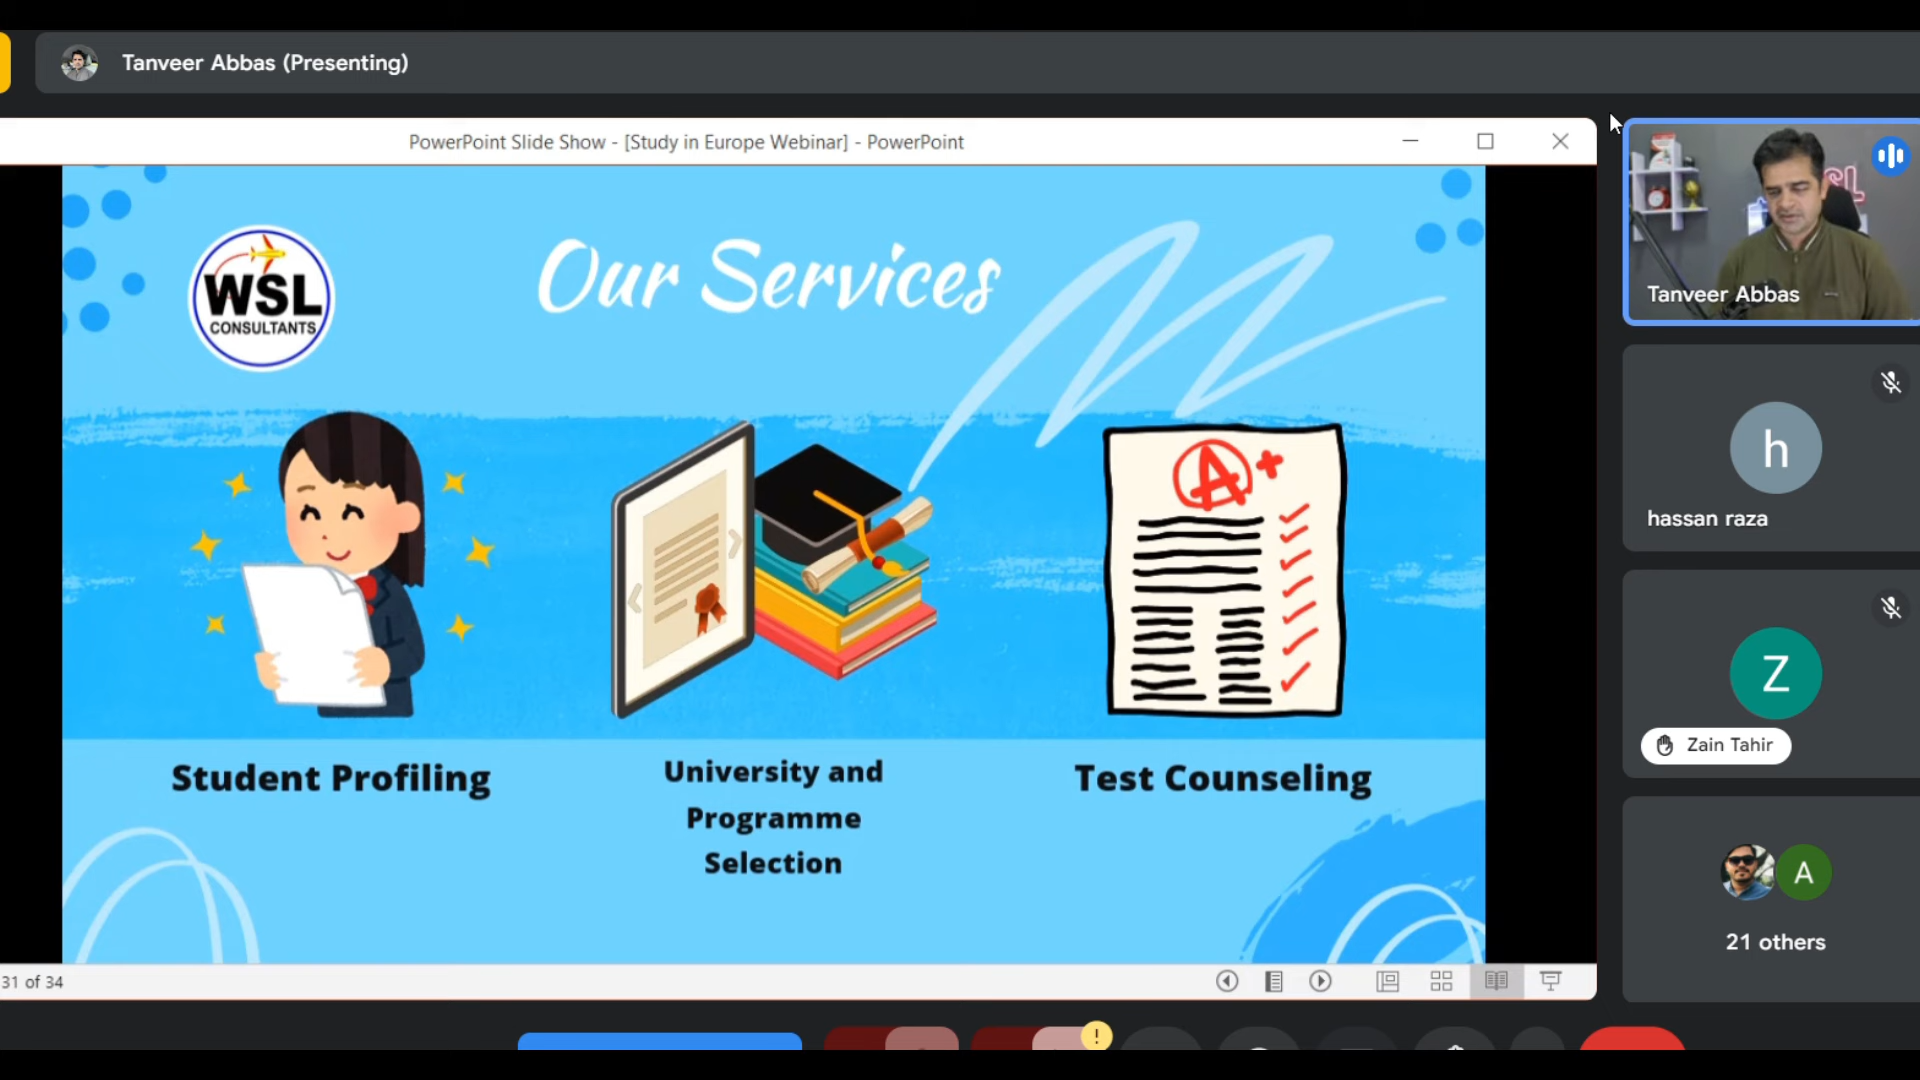 Tanveer Abbas (Presenting)
PowerPoint Slide Show - [Study in Europe Webinar] - PowerPoint
WSL
CONSULTANTS
Our Services
A+
Student Profiling
University and
Programme
Selection
Test Counseling
31 of 34
Tanveer Abbas
h
hassan raza
Z
Zain Tahir
A
21 others
!